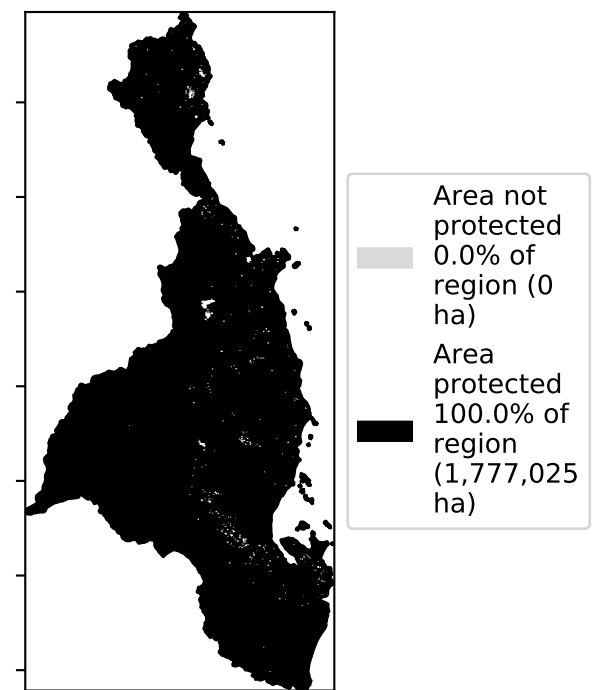 Area not
protected
0.0% of
region (0
ha)
Area
protected
100.0% of
region
(1,777,025
ha)